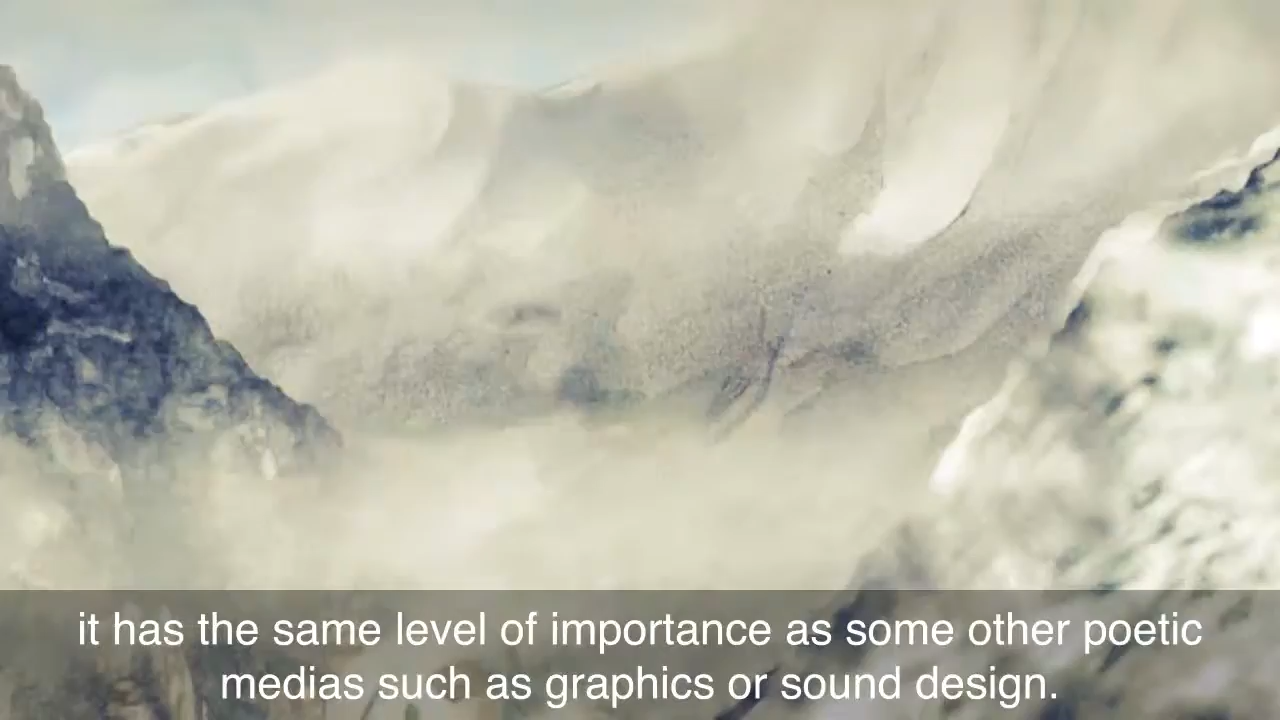 it has the same level of importance as some other poetic
medias such as graphics or sound design.